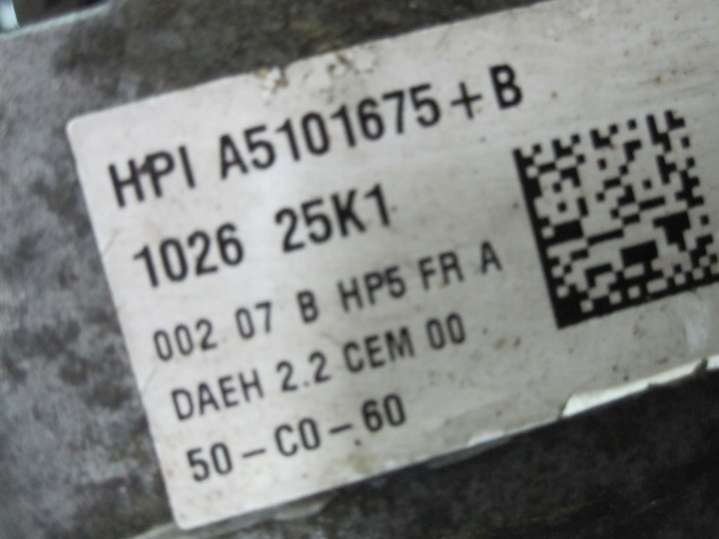 HPI A5101675+B
1026 25K1
002 07 B HP5 FR A
DAEH 2.2 CEM 00
50-C0-60